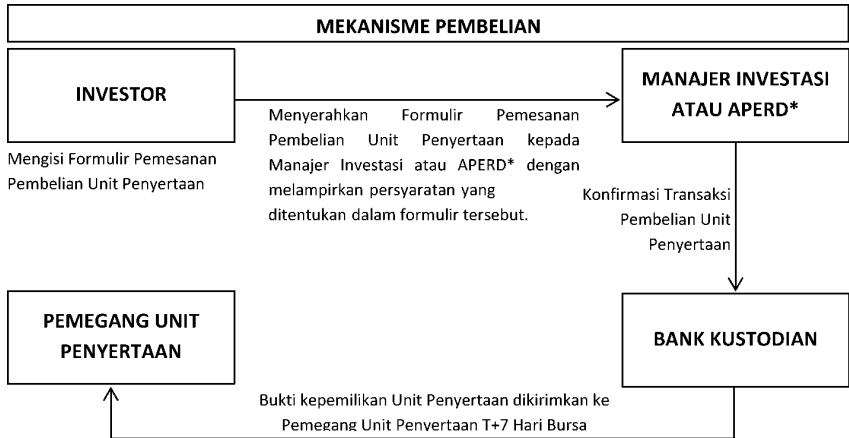 MEKANISME PEMBELIAN
INVESTOR
MANAJER INVESTASI
ATAU APERD*
Mengisi Formulir Pemesanan
Pembelian Unit Penyertaan
Menyerahkan Formulir Pemesanan
Pembelian Unit Penyertaan kepada
Manajer Investasi atau APERD* dengan
melampirkan persyaratan yang
ditentukan dalam formulir tersebut.
Konfirmasi Transaksi
Pembelian Unit
Penyertaan
PEMEGANG UNIT
PENYERTAAN
BANK KUSTODIAN
Bukti kepemilikan Unit Penyertaan dikirimkan ke
Pemegang Unit Penyertaan T+7 Hari Bursa